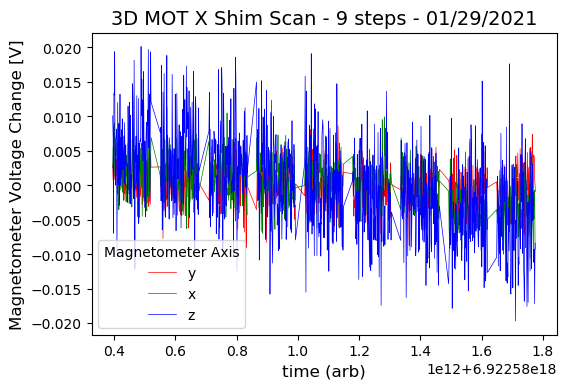 3D MOT X Shim Scan - 9 steps - 01/29/2021
Magnetometer Voltage Change [V]
0.020
0.015
0.010
0.005
0.000
−0.005
−0.010
−0.015
−0.020
Magnetometer Axis
y
x
z
0.4 0.6 0.8 1.0 1.2 1.4 1.6 1.8
time (arb)
1e12+6.92258e18